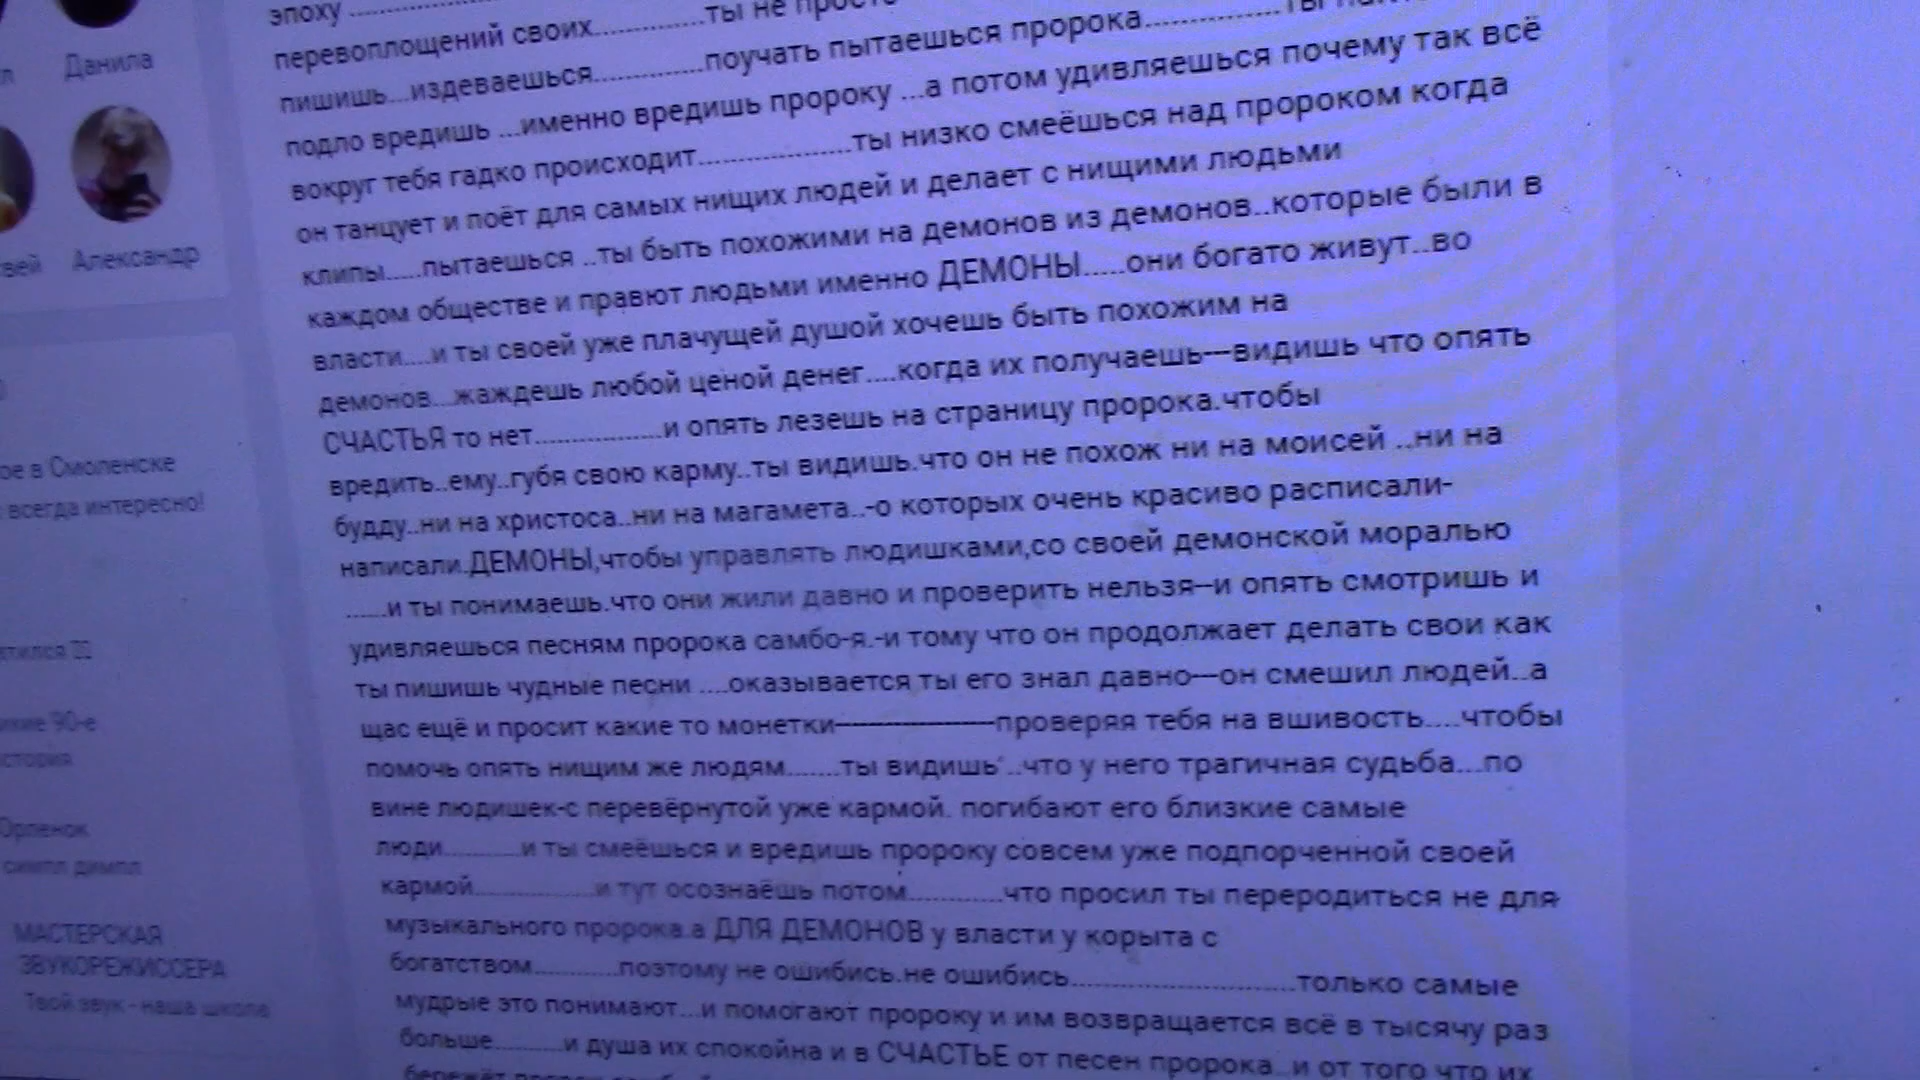 Данила
Александр
вей
ое в Смоленске
всегда интересно!
тился
икие 90-е
стория
Орленок
симпл димпл
МАСТЕРСКАЯ
ЗВУКОРЕЖИССЕРА
Твой звук - наша школа
эпоху ..................
перевоплощений своих.............ты не
пишишь...издеваешься..............поучать пытаешься пророка................
подло вредишь ...именно вредишь пророку ...а потом удивляешься почему так всё
вокруг тебя гадко происходит....................ты низко смеёшься над пророком когда
он танцует и поёт для самых нищих людей и делает с нищими людьми
клипы.....пытаешься ..ты быть похожими на демонов из демонов..которые были в
каждом обществе и правют людьми именно ДЕМОНЫ.....они богато живут..во
власти....и ты своей уже плачущей душой хочешь быть похожим на
демонов...жаждешь любой ценой денег....когда их получаешь---видишь что опять
СЧАСТЬЯ то нет.................и опять лезешь на страницу пророка.чтобы
вредить..ему..губя свою карму..ты видишь.что он не похож ни на моисей ..ни на
будду..ни на христоса..ни на магамета..-о которых очень красиво расписали-
написали.ДЕМОНЫ,чтобы управлять людишками,со своей демонской моралью
......и ты понимаешь.что они жили давно и проверить нельзя--и опять смотришь и
удивляешься песням пророка самбо-я.-и тому что он продолжает делать свои как
ты пишишь чудные песни ....оказывается ты его знал давно---он смешил людей..а
щас ещё и просит какие то монетки--------------------проверяя тебя на вшивость....чтобы
помочь опять нищим же людям.......ты видишь ..что у него трагичная судьба...по
вине людишек-с перевёрнутой уже кармой. погибают его близкие самые
люди...........и ты смеёшься и вредишь пророку совсем уже подпорченной своей
кармой.................и тут осознаёшь потом.............что просил ты переродиться не для
музыкального пророка.а ДЛЯ ДЕМОНОВ у власти у корыта с
богатством............поэтому не ошибись.не ошибись..............................только самые
мудрые это понимают...и помогают пророку и им возвращается всё в тысячу раз
больше..........и душа их спокойна и в СЧАСТЬЕ от песен пророка..и от того что их